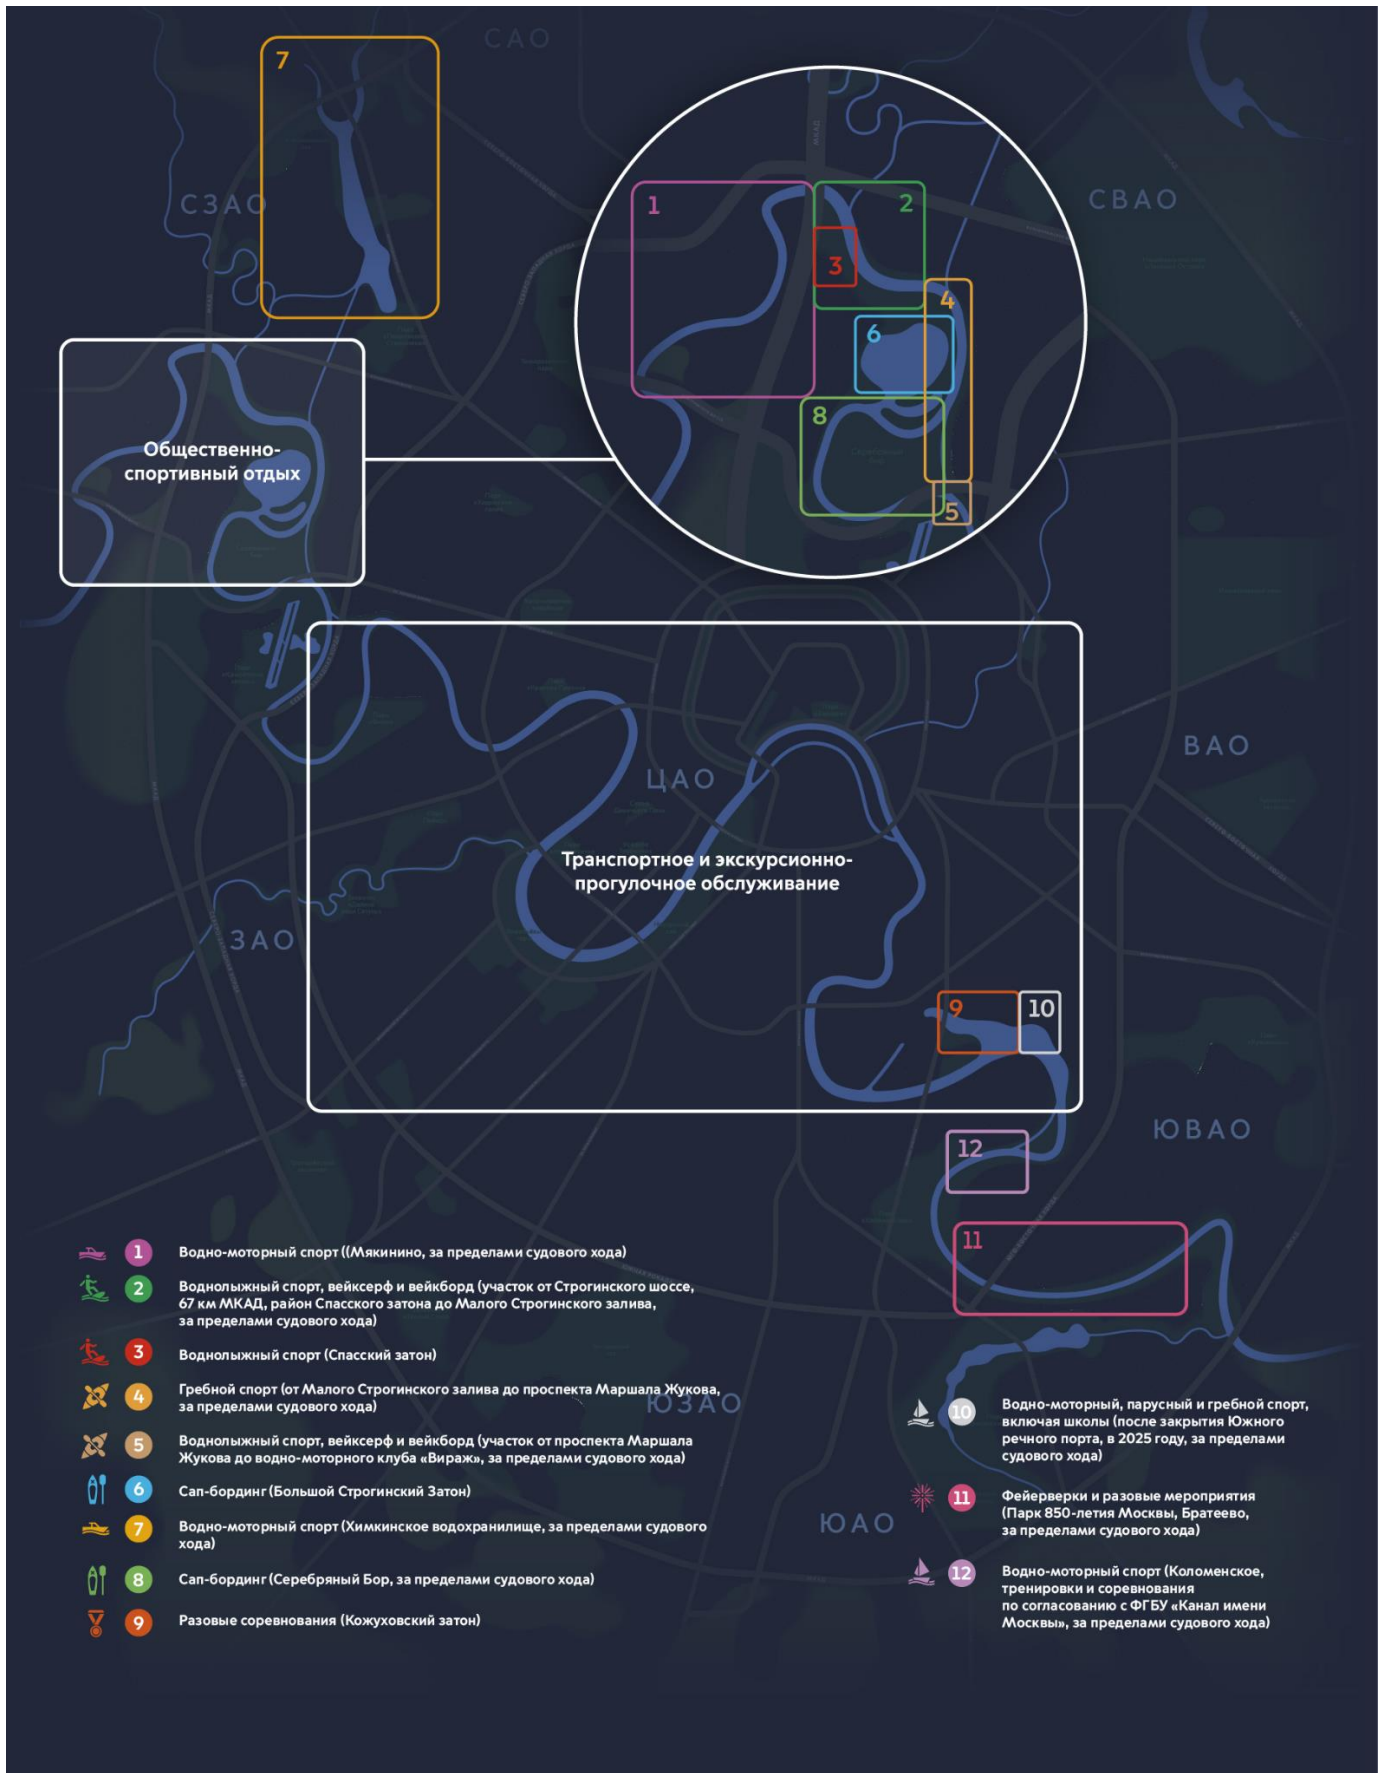 7
САО
СЗАО
СВАО
МКАД
1
2
3
4
6
8
5
Общественно-
спортивный отдых
ЦАО
ВАО
Транспортное и экскурсионно-
прогулочное обслуживание
ЗАО
9
10
ЮВАО
12
11
1
Водно-моторный спорт ((Мякинино, за пределами судового хода)
2
Воднолыжный спорт, вейксерф и вейкборд (участок от Строгинского шоссе,
67 км МКАД, район Спасского затона до Малого Строгинского залива,
за пределами судового хода)
3
Воднолыжный спорт (Спасский затон)
4
Гребной спорт (от Малого Строгинского залива до проспекта Маршала Жукова,
за пределами судового хода)
ЮЗАО
5
Воднолыжный спорт, вейксерф и вейкборд (участок от проспекта Маршала
Жукова до водно-моторного клуба «Вираж», за пределами судового хода)
6
Сап-бординг (Большой Строгинский Затон)
7
Водно-моторный спорт (Химкинское водохранилище, за пределами судового
хода)
8
Сап-бординг (Серебряный Бор, за пределами судового хода)
9
Разовые соревнования (Кожуховский затон)
ЮАО
10
Водно-моторный, парусный и гребной спорт,
включая школы (после закрытия Южного
речного порта, в 2025 году, за пределами
судового хода)
11
Фейерверки и разовые мероприятия
(Парк 850-летия Москвы, Братеево,
за пределами судового хода)
12
Водно-моторный спорт (Коломенское,
тренировки и соревнования
по согласованию с ФГБУ «Канал имени
Москвы», за пределами судового хода)